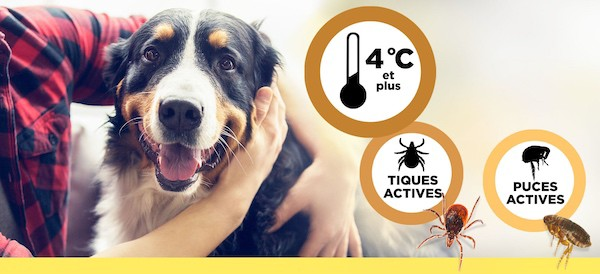 4 °C
et
plus
TIQUES
ACTIVES
PUCES
ACTIVES